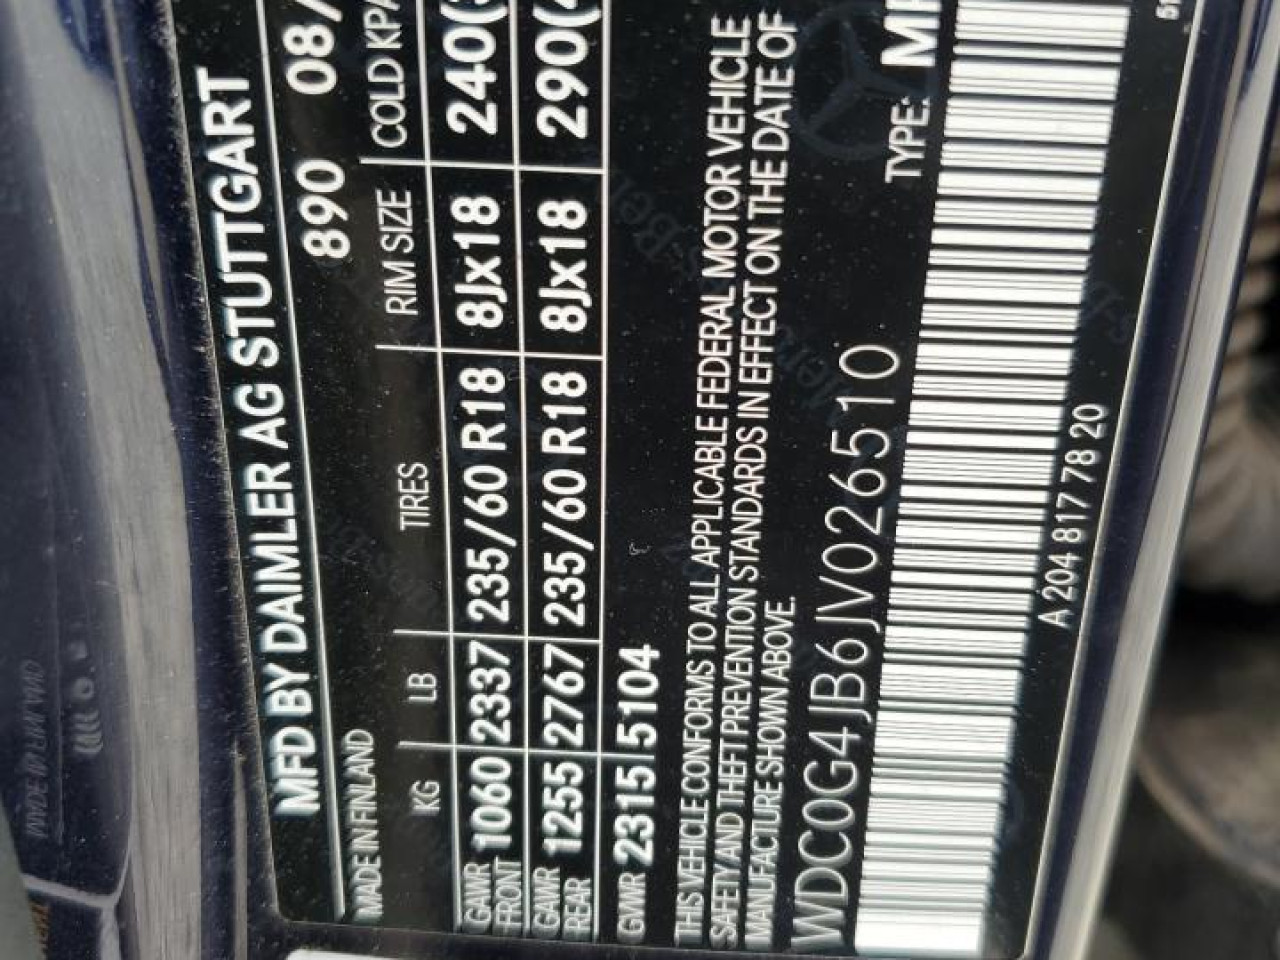 MFD BY DAIMLER AG STUTTGART
890 08/
MADE IN FINLAND
KG LB TIRES RIM SIZE COLD KPA
GAWR FRONT 1060 2337 235/60 R18 8Jx18 240(
GAWR REAR 1255 2767 235/60 R18 8Jx18 290(
GWR 2315 5104
THIS VEHICLE CONFORMS TO ALL APPLICABLE FEDERAL MOTOR VEHICLE
SAFETY AND THEFT PREVENTION STANDARDS IN EFFECT ON THE DATE OF
MANUFACTURE SHOWN ABOVE.
WDC0G4JB6JV026510 TYPE:
A 204 817 78 20